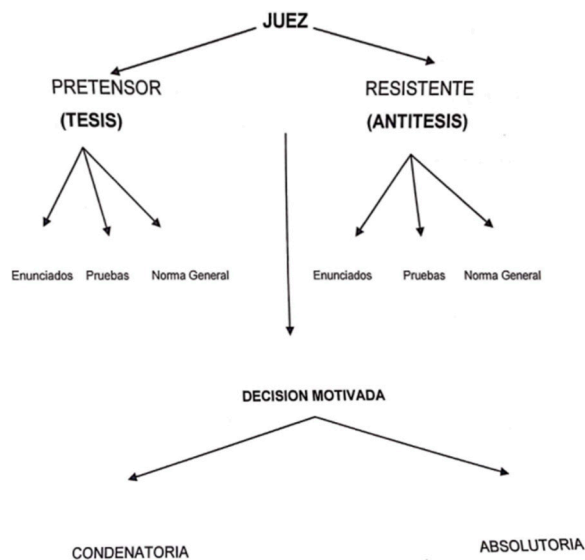 JUEZ
PRETENSOR
(TESIS)
RESISTENTE
(ANTITESIS)
Enunciados Pruebas Norma General
Enunciados Pruebas Norma General
DECISION MOTIVADA
CONDENATORIA
ABSOLUTORIA